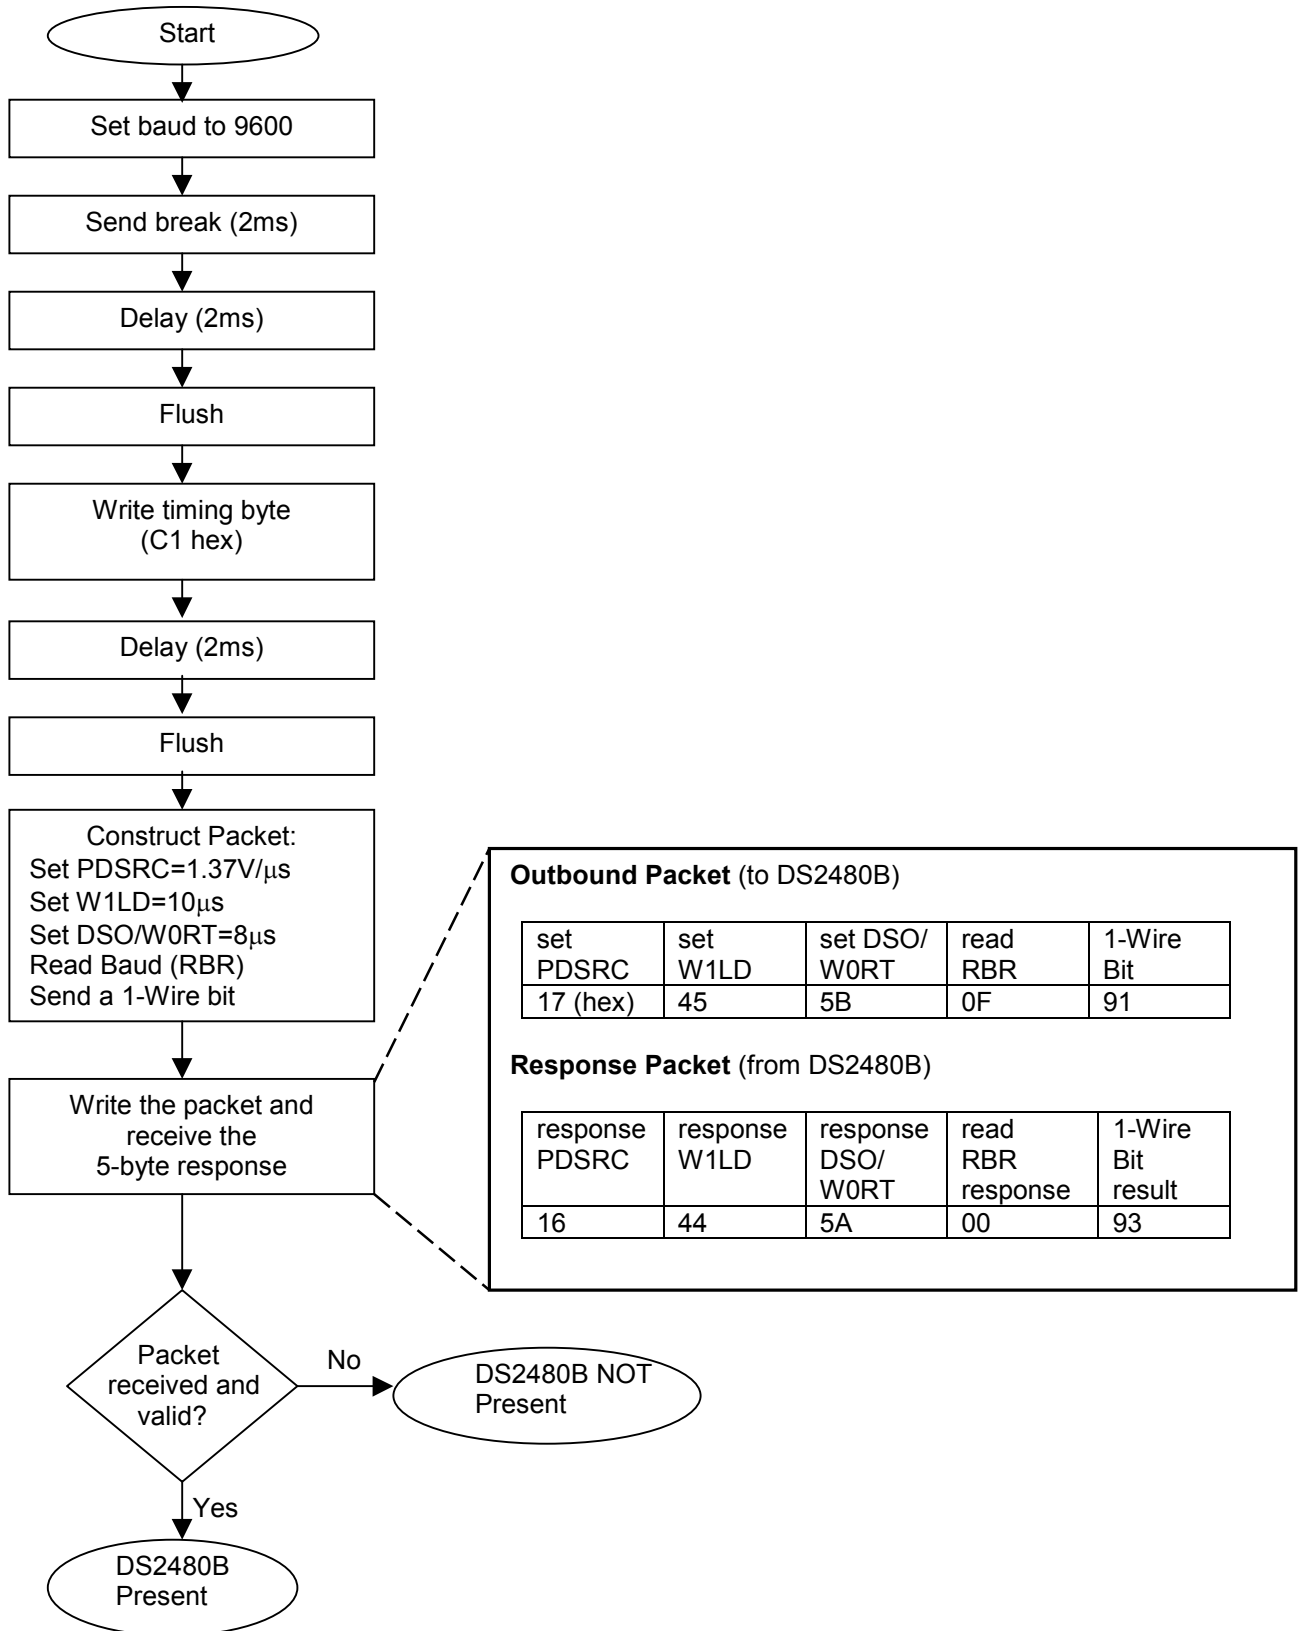 Start
Set baud to 9600
Send break (2ms)
Delay (2ms)
Flush
Write timing byte
(C1 hex)
Delay (2ms)
Flush
Construct Packet:
Set PDSRC=1.37V/μs
Set W1LD=10μs
Set DSO/W0RT=8μs
Read Baud (RBR)
Send a 1-Wire bit
Write the packet and
receive the
5-byte response
Outbound Packet (to DS2480B)
set PDSRC
set W1LD
set DSO/ W0RT
read RBR
1-Wire Bit
17 (hex) 45 5B 0F 91
Response Packet (from DS2480B)
response PDSRC
response W1LD
response DSO/ W0RT
read RBR response
1-Wire Bit result
16 44 5A 00 93
Packet
received and
valid?
No
DS2480B NOT
Present
Yes
DS2480B
Present